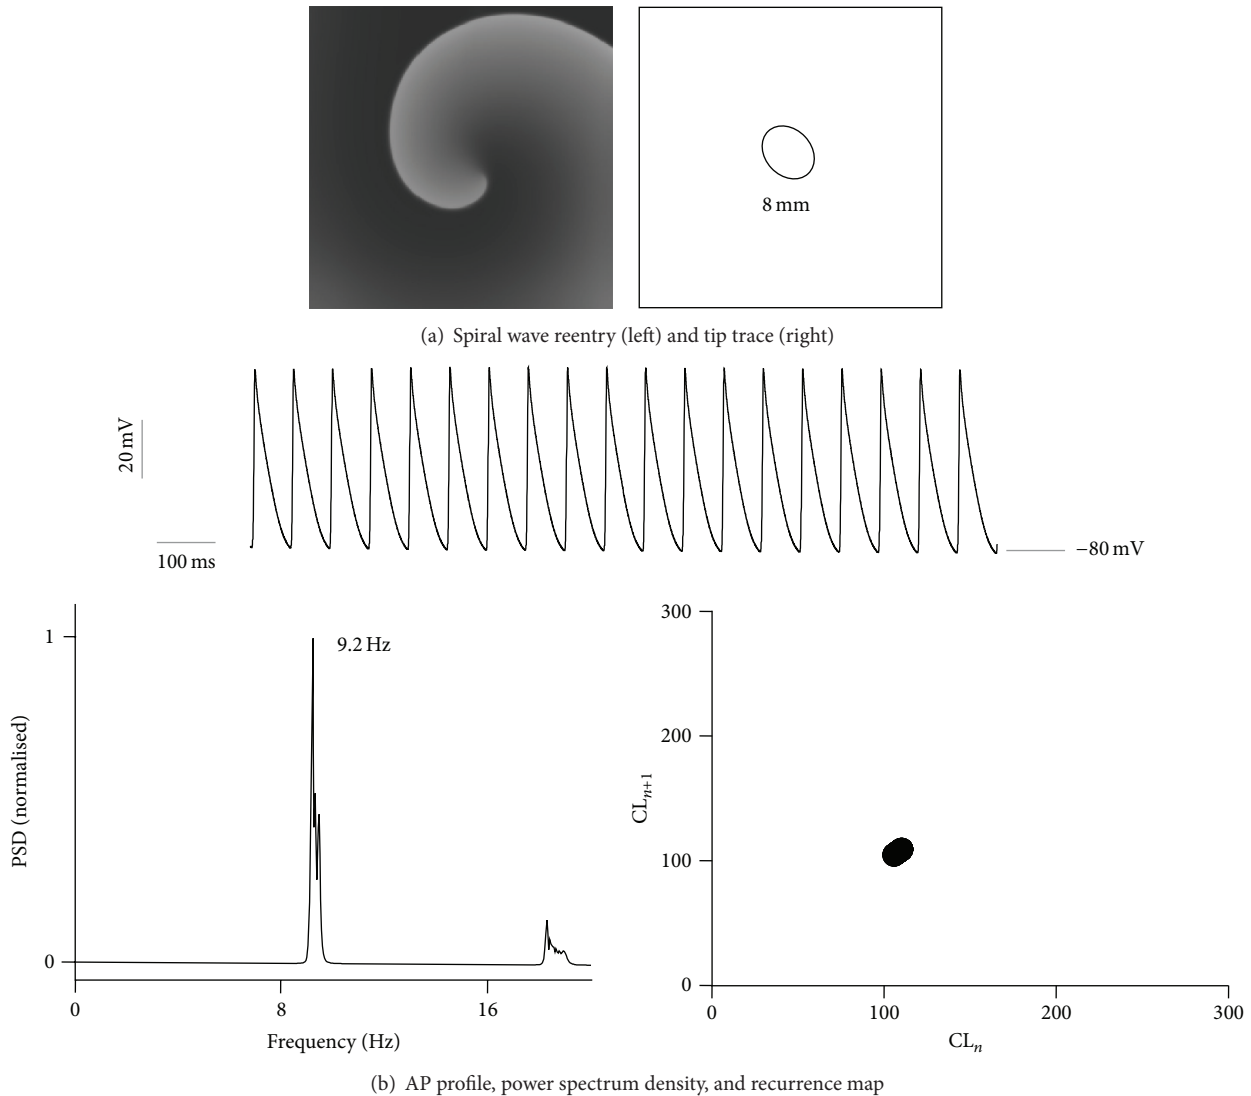 8 mm
(a) Spiral wave reentry (left) and tip trace (right)
20 mV
100 ms
−80 mV
1
9.2 Hz
PSD (normalised)
0
0
8
16
Frequency (Hz)
300
200
CLn+1
100
0
0
100
200
300
CLn
(b) AP profile, power spectrum density, and recurrence map